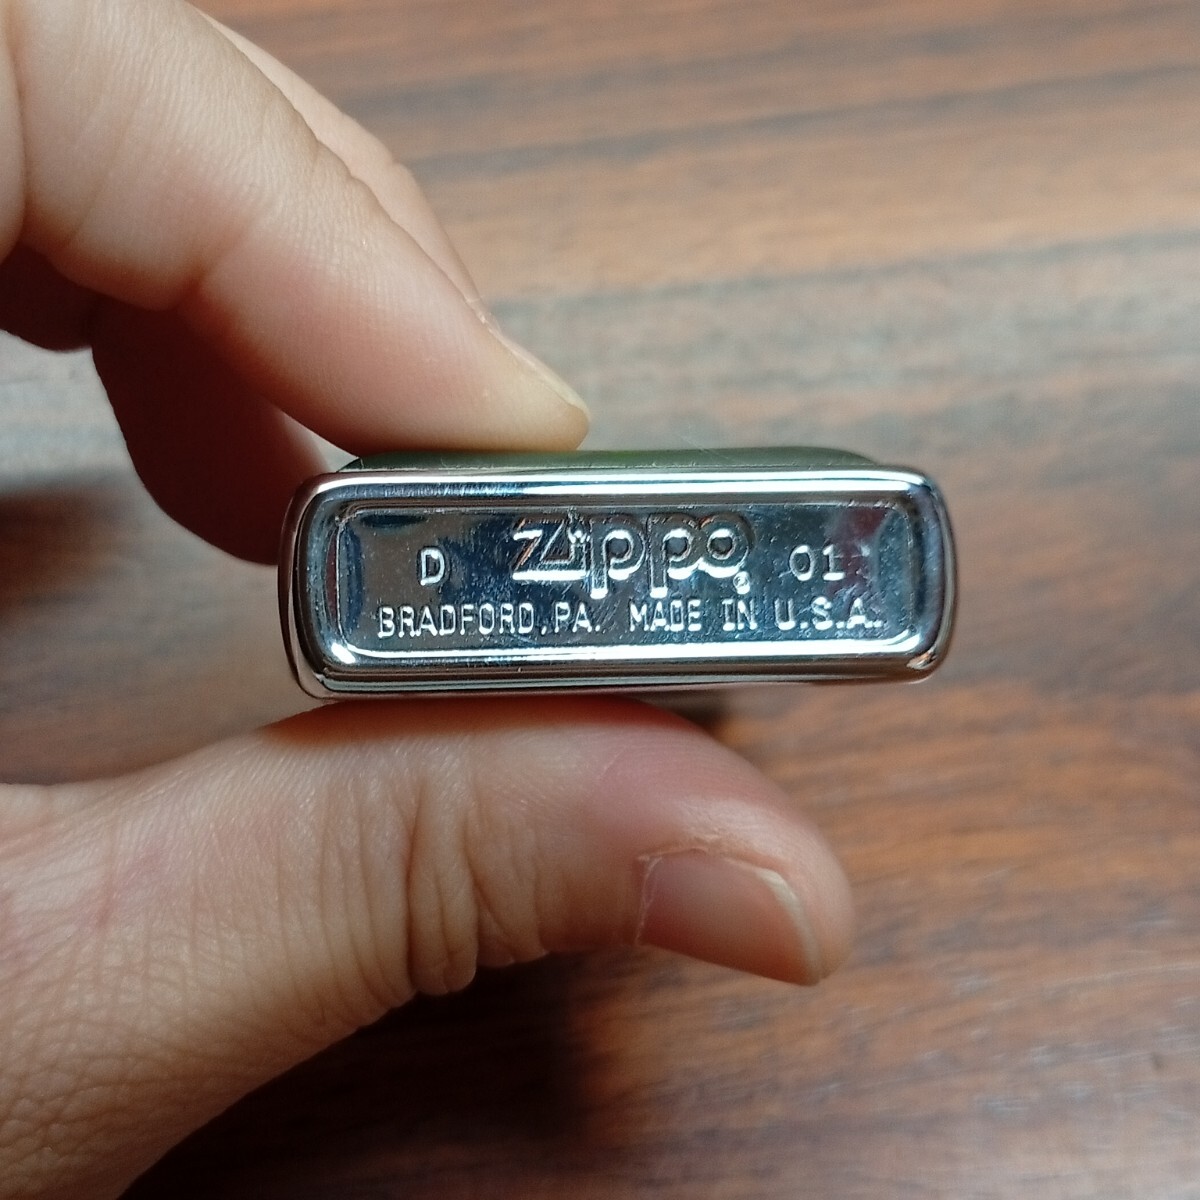 D Zippo® 01
BRADFORD, PA. MADE IN U.S.A.